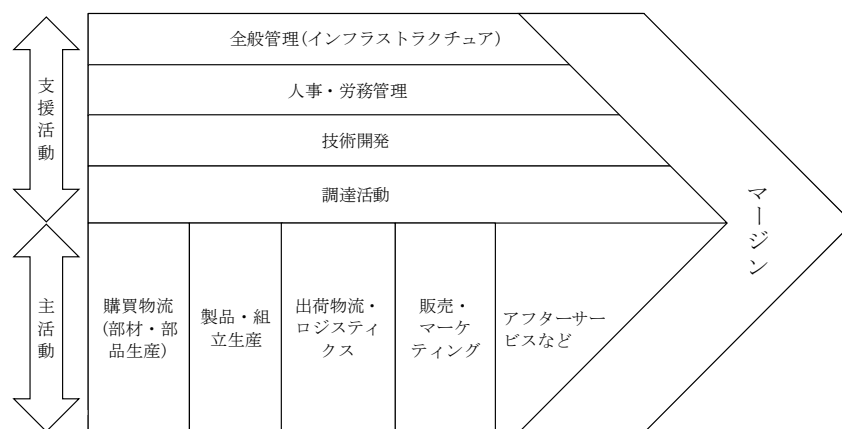 全般管理(インフラストラクチュア)
人事・労務管理
技術開発
調達活動
支援活動
主活動
購買物流
(部材・部
品生産)
製品・組
立生産
出荷物流・
ロジスティ
クス
販売・
マーケ
ティング
アフターサー
ビスなど
マージン